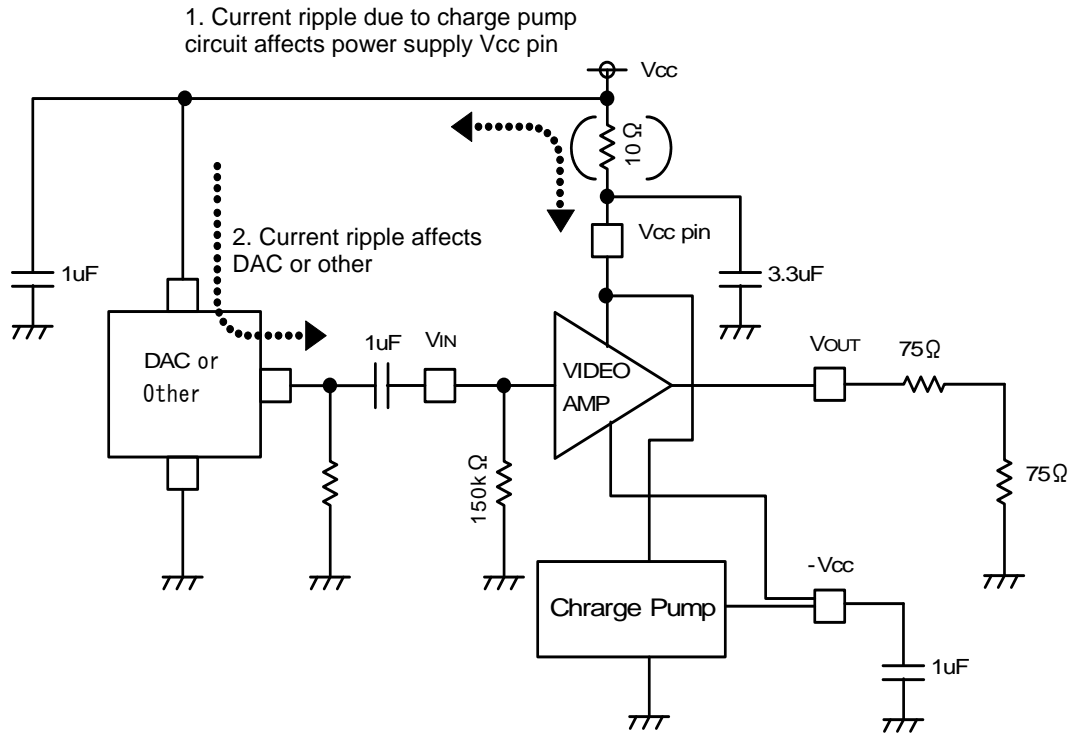 1. Current ripple due to charge pump
circuit affects power supply Vcc pin
Vcc
10Ω
2. Current ripple affects
DAC or other
Vcc pin
1uF
3.3uF
DAC or
Other
1uF
VIN
VIDEO
AMP
VOUT
75Ω
150kΩ
75Ω
-Vcc
Chrarge Pump
1uF